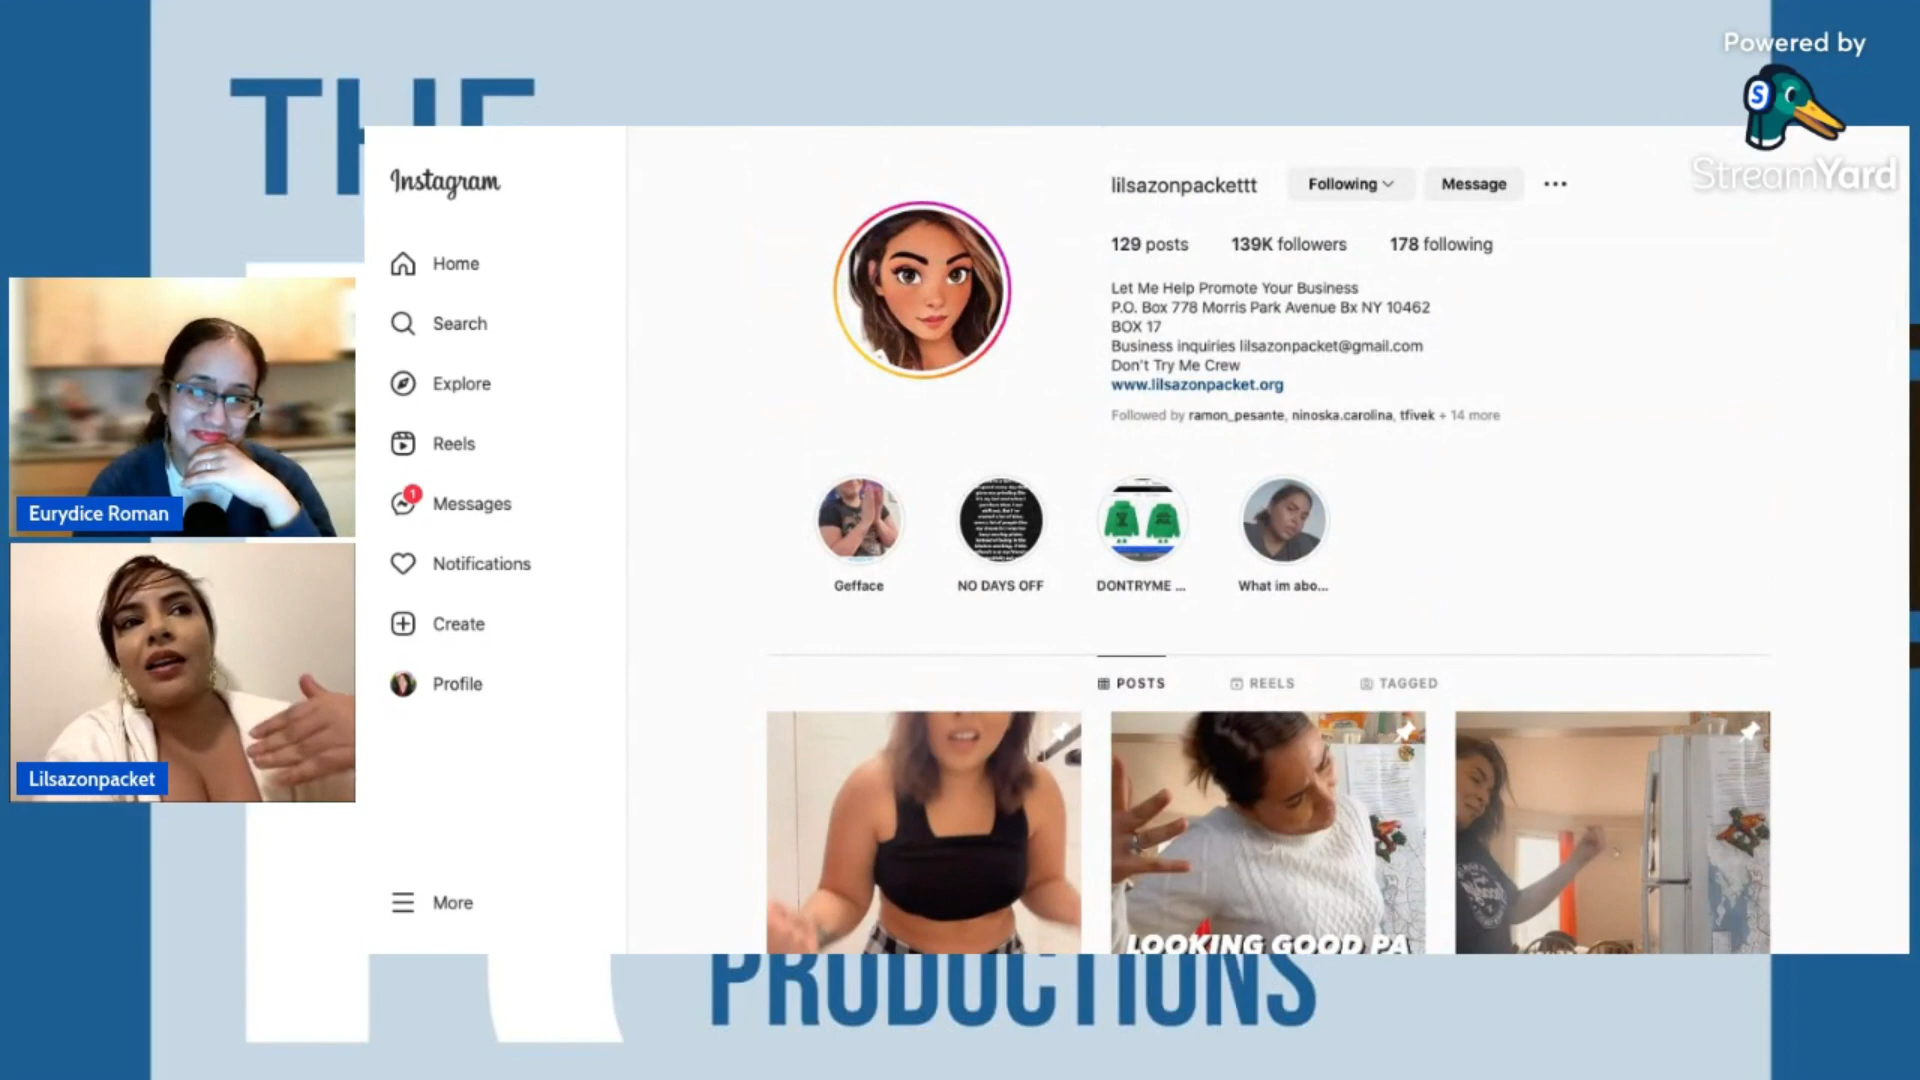 Powered by
StreamYard
S
THE
Instagram
Home
Search
Explore
Reels
1
Messages
Notifications
Create
Profile
More
lilsazonpackettt
Following
Message
129 posts 139K followers 178 following
Let Me Help Promote Your Business
P.O. Box 778 Morris Park Avenue Bx NY 10462
BOX 17
Business inquiries lilsazonpacket@gmail.com
Don't Try Me Crew
www.lilsazonpacket.org
Followed by ramon_pesante, ninoska.carolina, tfivek + 14 more
Gefface
NO DAYS OFF
DONTRYME ...
What im abo...
POSTS
REELS
TAGGED
LOOKING GOOD PA
Eurydice Roman
Lilsazonpacket
PRODUCTIONS